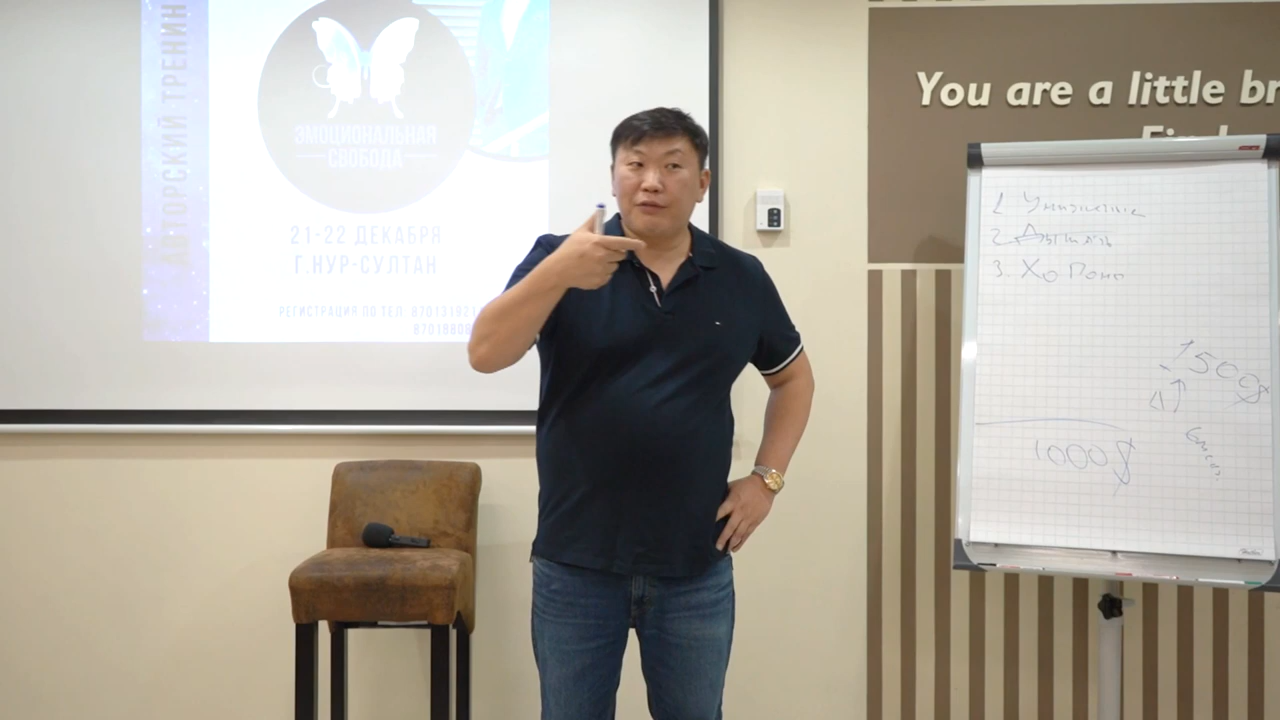 АВТОРСКИЙ ТРЕНИН
ЭМОЦИОНАЛЬНАЯ
СВОБОДА
21-22 ДЕКАБРЯ
Г.НУР-СУЛТАН
РЕГИСТРАЦИЯ ПО ТЕЛ
You are a little br
1 Унижение
2
3. Хо Поно
1500$
1000$